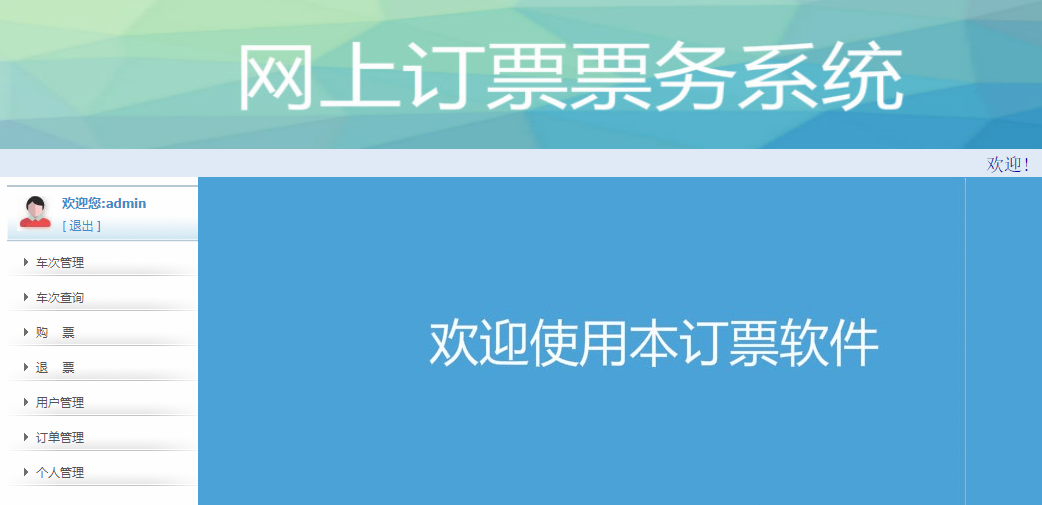 网上订票票务系统
欢迎!
欢迎您:admin
[ 退出 ]
车次管理
车次查询
购 票
退 票
用户管理
订单管理
个人管理
欢迎使用本订票软件